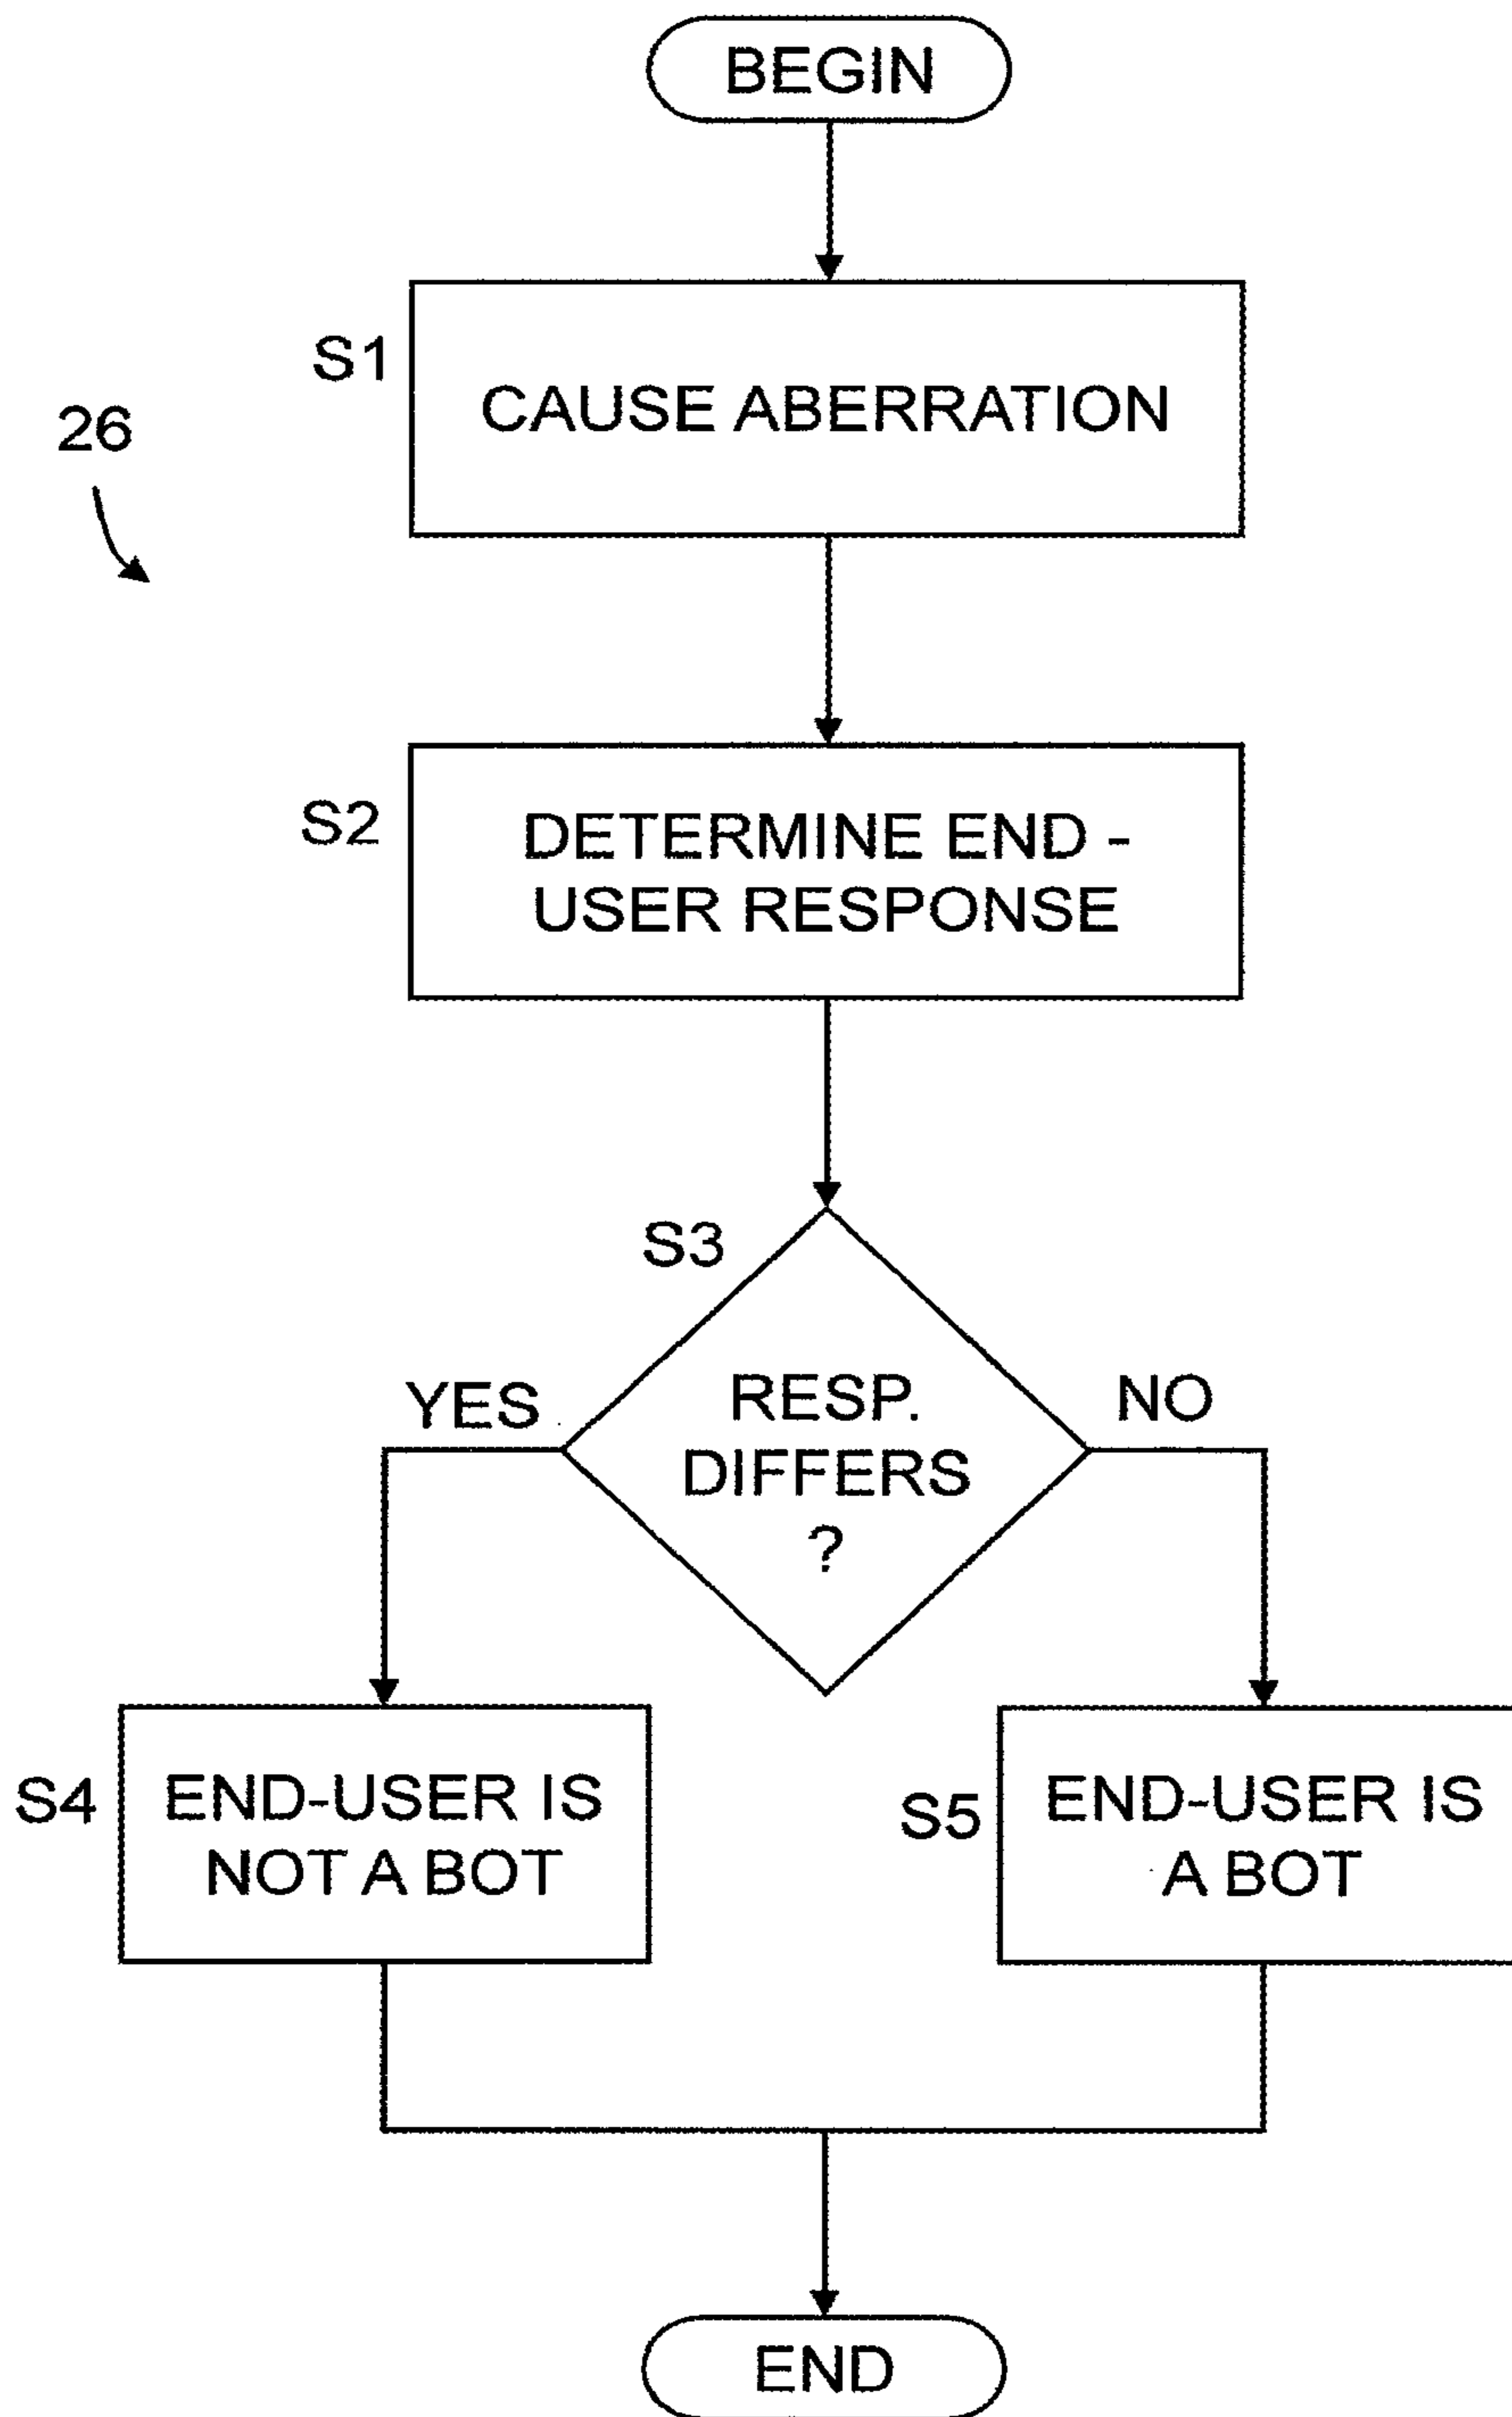 BEGIN
S1
CAUSE ABERRATION
26
S2
DETERMINE END -
USER RESPONSE
S3
YES
RESP.
DIFFERS
?
NO
S4
END-USER IS
NOT A BOT
S5
END-USER IS
A BOT
END